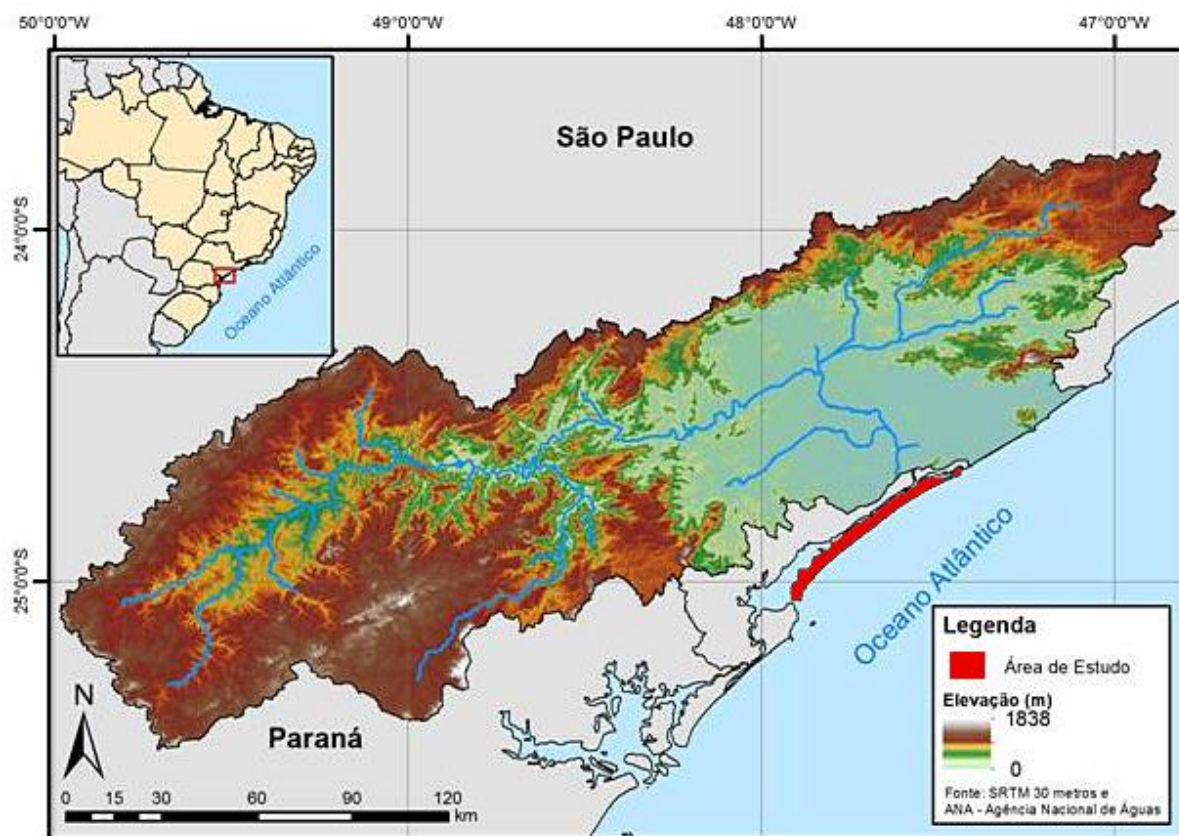 50°0'0"W
49°0'0"W
48°0'0"W
47°0'0"W
24°0'0"S
25°0'0"S
Oceano Atlântico
São Paulo
Paraná
Oceano Atlântico
N
0 15 30 60 90 120
km
Legenda
Área de Estudo
Elevação (m)
1838
0
Fonte: SRTM 30 metros e
ANA - Agência Nacional de Águas